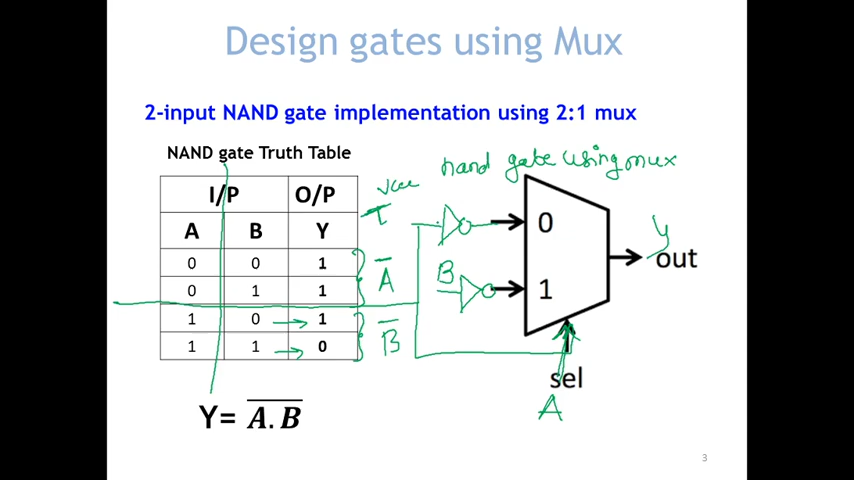 Design gates using Mux
2-input NAND gate implementation using 2:1 mux
NAND gate Truth Table
nand gate using mux
I/P O/P
A B Y
0 0 1
0 1 1
1 0 1
1 1 0
A̅
B̅
Vcc
B
0
1
y
out
sel
A
Y= \overline{A.B}
3